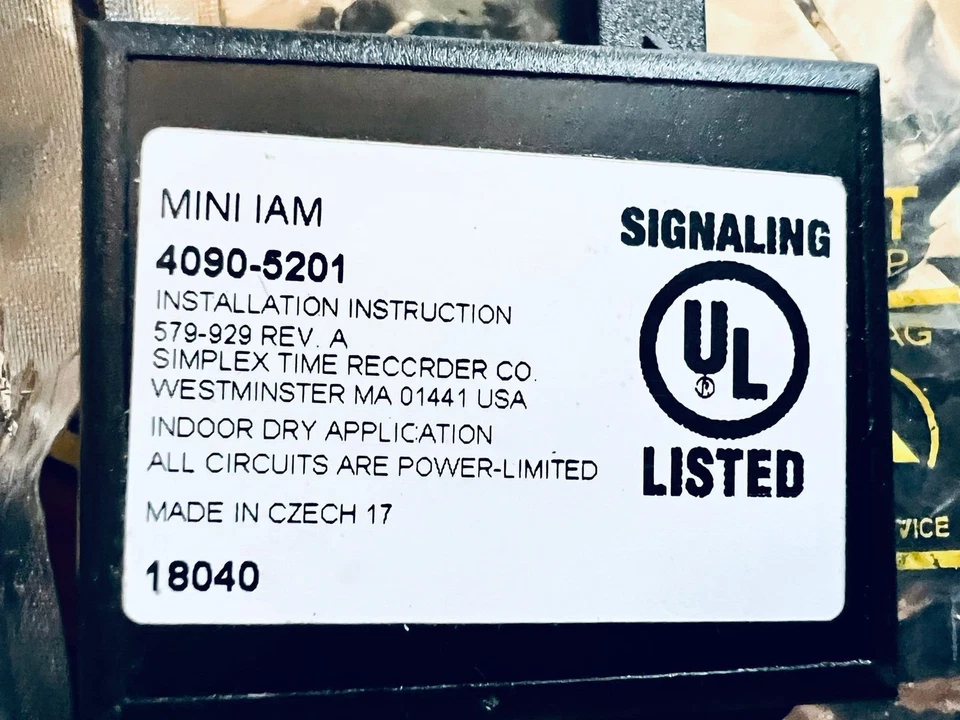 MINI IAM
4090-5201
INSTALLATION INSTRUCTION
579-929 REV. A
SIMPLEX TIME RECORDER CO.
WESTMINSTER MA 01441 USA
INDOOR DRY APPLICATION
ALL CIRCUITS ARE POWER-LIMITED
MADE IN CZECH 17
18040
SIGNALING
UL
LISTED